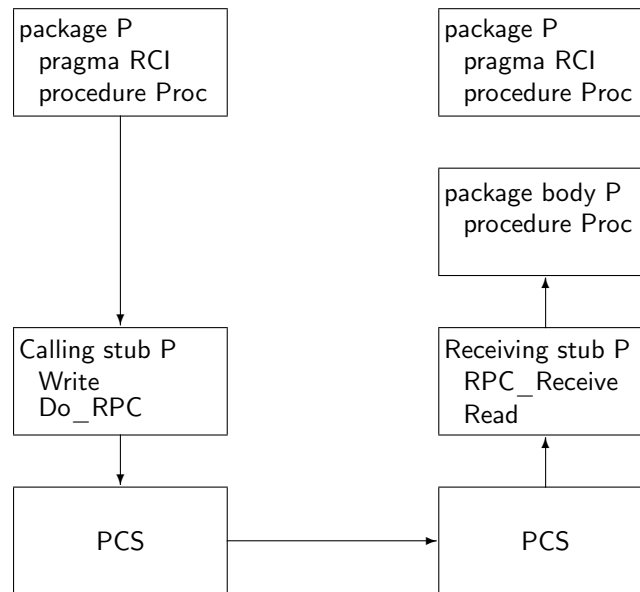 package P
pragma RCI
procedure Proc
package P
pragma RCI
procedure Proc
package body P
procedure Proc
Calling stub P
Write
Do_RPC
Receiving stub P
RPC_Receive
Read
PCS
PCS